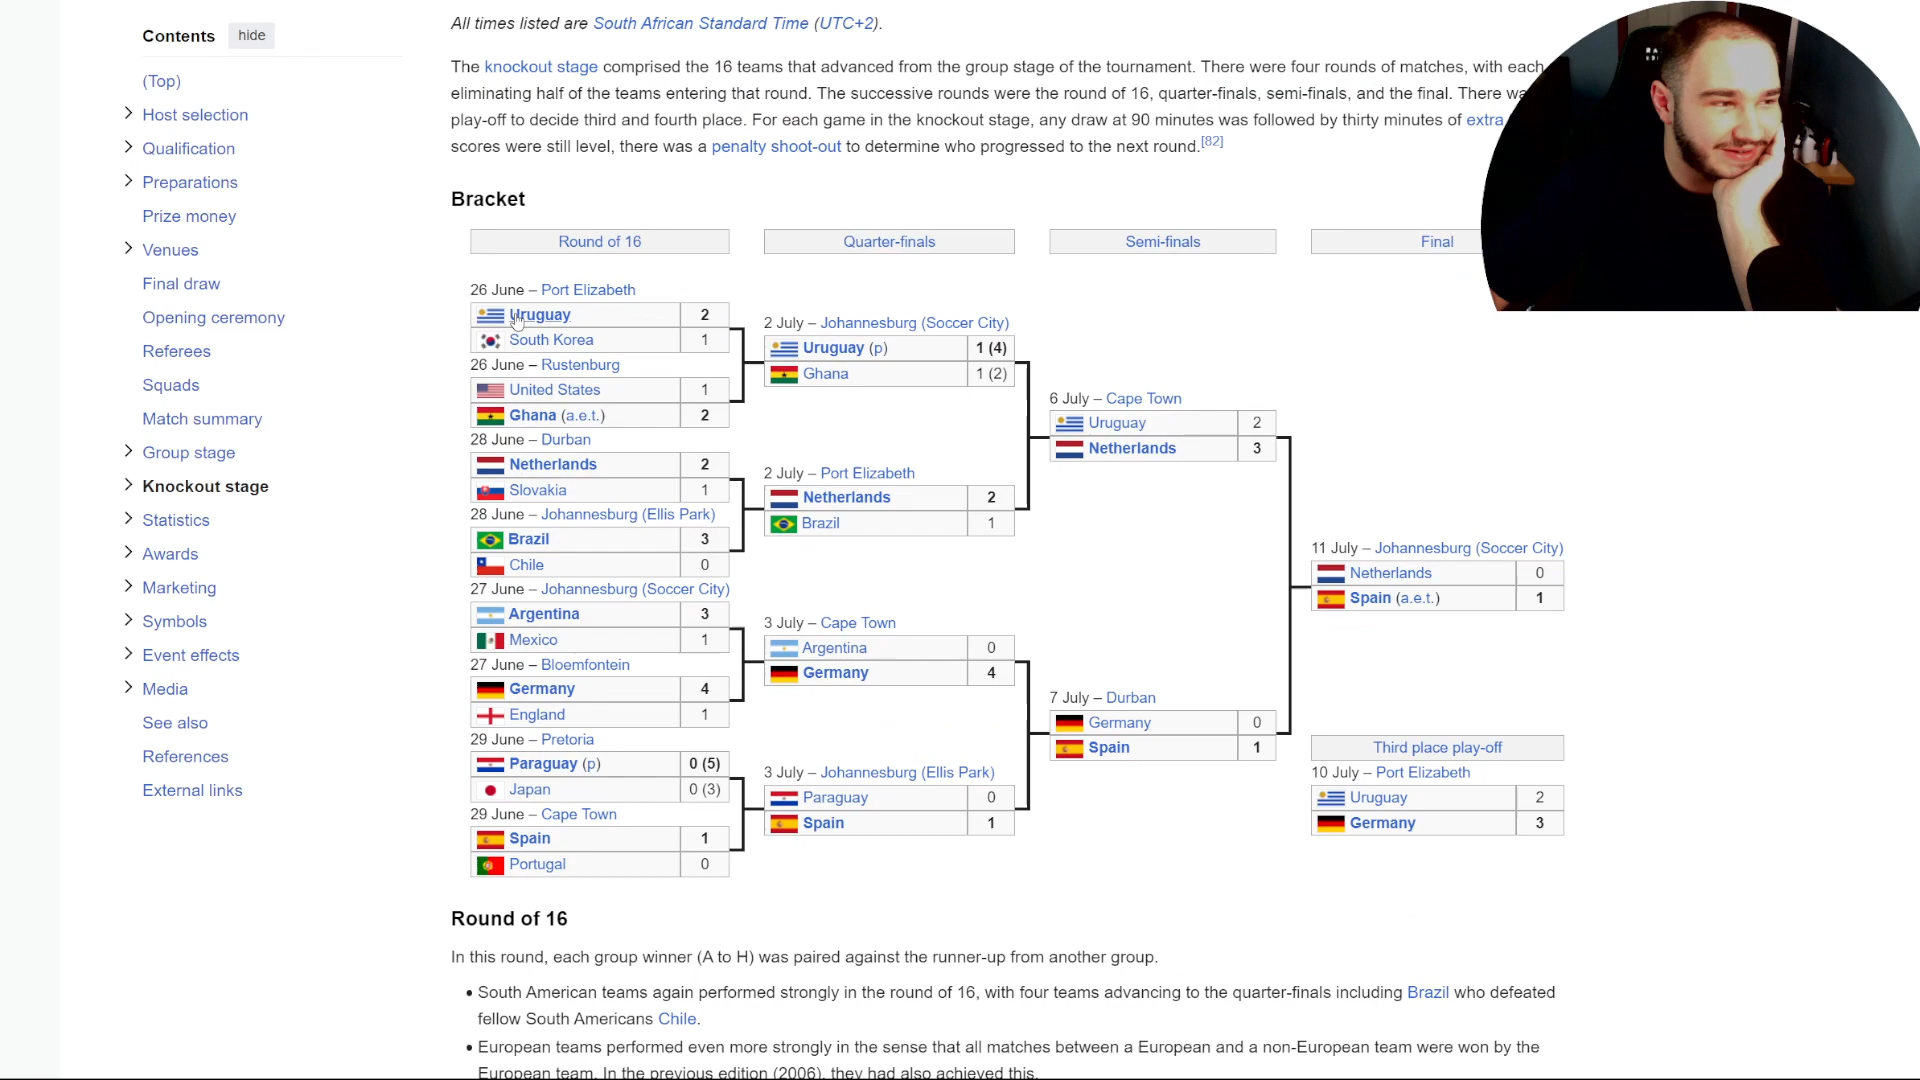 Contents hide
(Top)
Host selection
Qualification
Preparations
Prize money
Venues
Final draw
Opening ceremony
Referees
Squads
Match summary
Group stage
Knockout stage
Statistics
Awards
Marketing
Symbols
Event effects
Media
See also
References
External links
All times listed are South African Standard Time (UTC+2).
The knockout stage comprised the 16 teams that advanced from the group stage of the tournament. There were four rounds of matches, with each
eliminating half of the teams entering that round. The successive rounds were the round of 16, quarter-finals, semi-finals, and the final. There
play-off to decide third and fourth place. For each game in the knockout stage, any draw at 90 minutes was followed by thirty minutes of extra
scores were still level, there was a penalty shoot-out to determine who progressed to the next round.[82]
Bracket
Round of 16
26 June – Port Elizabeth
Uruguay 2
South Korea 1
26 June – Rustenburg
United States 1
Ghana (a.e.t.) 2
28 June – Durban
Netherlands 2
Slovakia 1
28 June – Johannesburg (Ellis Park)
Brazil 3
Chile 0
27 June – Johannesburg (Soccer City)
Argentina 3
Mexico 1
27 June – Bloemfontein
Germany 4
England 1
29 June – Pretoria
Paraguay (p) 0 (5)
Japan 0 (3)
29 June – Cape Town
Spain 1
Portugal 0
Quarter-finals
2 July – Johannesburg (Soccer City)
Uruguay (p) 1 (4)
Ghana 1 (2)
2 July – Port Elizabeth
Netherlands 2
Brazil 1
3 July – Cape Town
Argentina 0
Germany 4
3 July – Johannesburg (Ellis Park)
Paraguay 0
Spain 1
Semi-finals
6 July – Cape Town
Uruguay 2
Netherlands 3
7 July – Durban
Germany 0
Spain 1
Final
11 July – Johannesburg (Soccer City)
Netherlands 0
Spain (a.e.t.) 1
Third place play-off
10 July – Port Elizabeth
Uruguay 2
Germany 3
Round of 16
In this round, each group winner (A to H) was paired against the runner-up from another group.
• South American teams again performed strongly in the round of 16, with four teams advancing to the quarter-finals including Brazil who defeated
fellow South Americans Chile.
• European teams performed even more strongly in the sense that all matches between a European and a non-European team were won by the
European team. In the previous edition (2006), they had also achieved this.